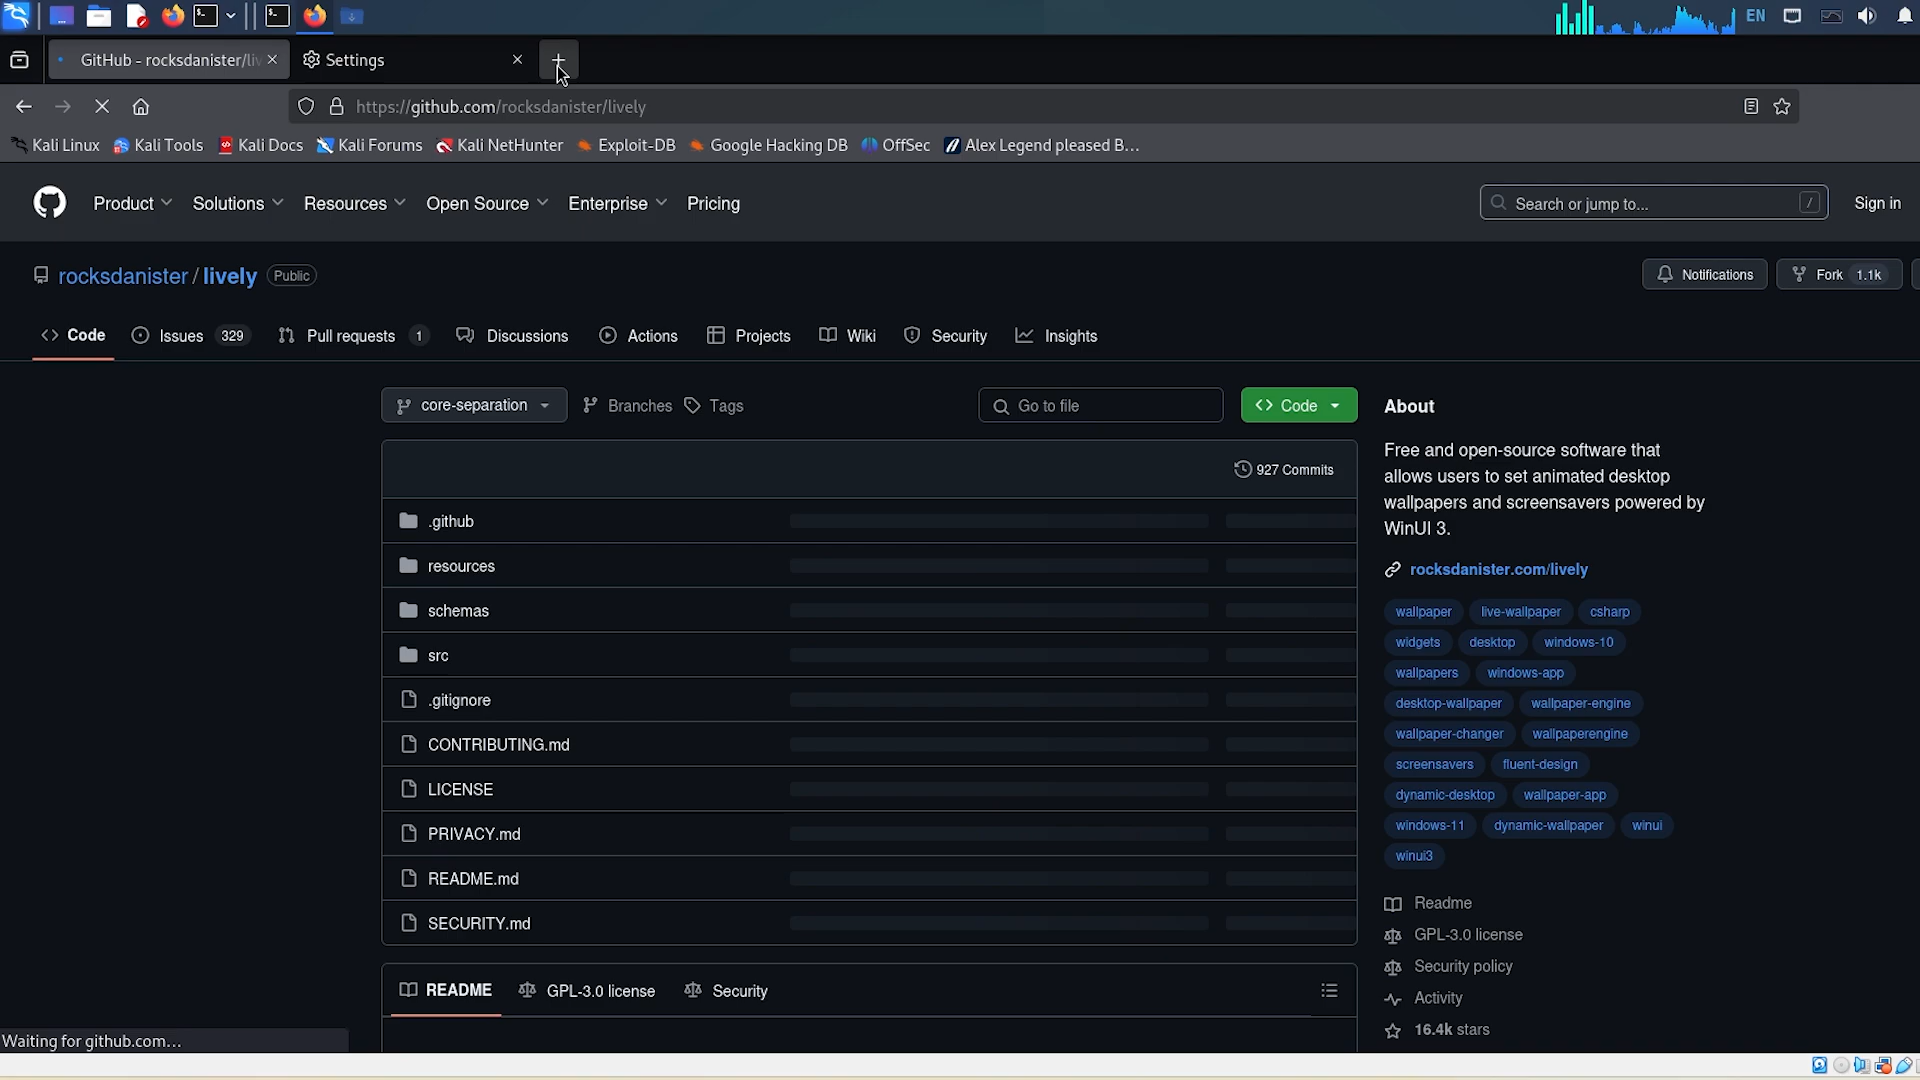 EN
GitHub - rocksdanister/liv
Settings
https://github.com/rocksdanister/lively
Kali Linux
Kali Tools
Kali Docs
Kali Forums
Kali NetHunter
Exploit-DB
Google Hacking DB
OffSec
Alex Legend pleased B...
Product
Solutions
Resources
Open Source
Enterprise
Pricing
Search or jump to...
/
Sign in
rocksdanister / lively
Public
Notifications
Fork 1.1k
Code
Issues 329
Pull requests 1
Discussions
Actions
Projects
Wiki
Security
Insights
core-separation
Branches
Tags
Go to file
Code
927 Commits
.github
resources
schemas
src
.gitignore
CONTRIBUTING.md
LICENSE
PRIVACY.md
README.md
SECURITY.md
README
GPL-3.0 license
Security
About
Free and open-source software that
allows users to set animated desktop
wallpapers and screensavers powered by
WinUI 3.
rocksdanister.com/lively
wallpaper live-wallpaper csharp
widgets desktop windows-10
wallpapers windows-app
desktop-wallpaper wallpaper-engine
wallpaper-changer wallpaperengine
screensavers fluent-design
dynamic-desktop wallpaper-app
windows-11 dynamic-wallpaper winui
winui3
Readme
GPL-3.0 license
Security policy
Activity
16.4k stars
Waiting for github.com...